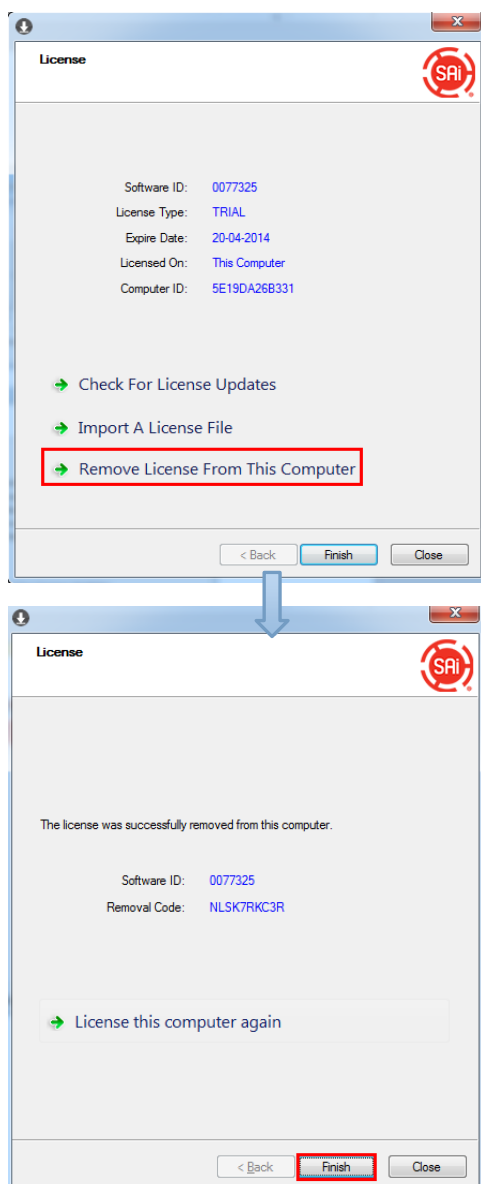 x
License
SAi
Software ID: 0077325
License Type: TRIAL
Expire Date: 20-04-2014
Licensed On: This Computer
Computer ID: 5E19DA26B331
Check For License Updates
Import A License File
Remove License From This Computer
< Back Finish Close
x
License
SAi
The license was successfully removed from this computer.
Software ID: 0077325
Removal Code: NLSK7RKC3R
License this computer again
< Back Finish Close